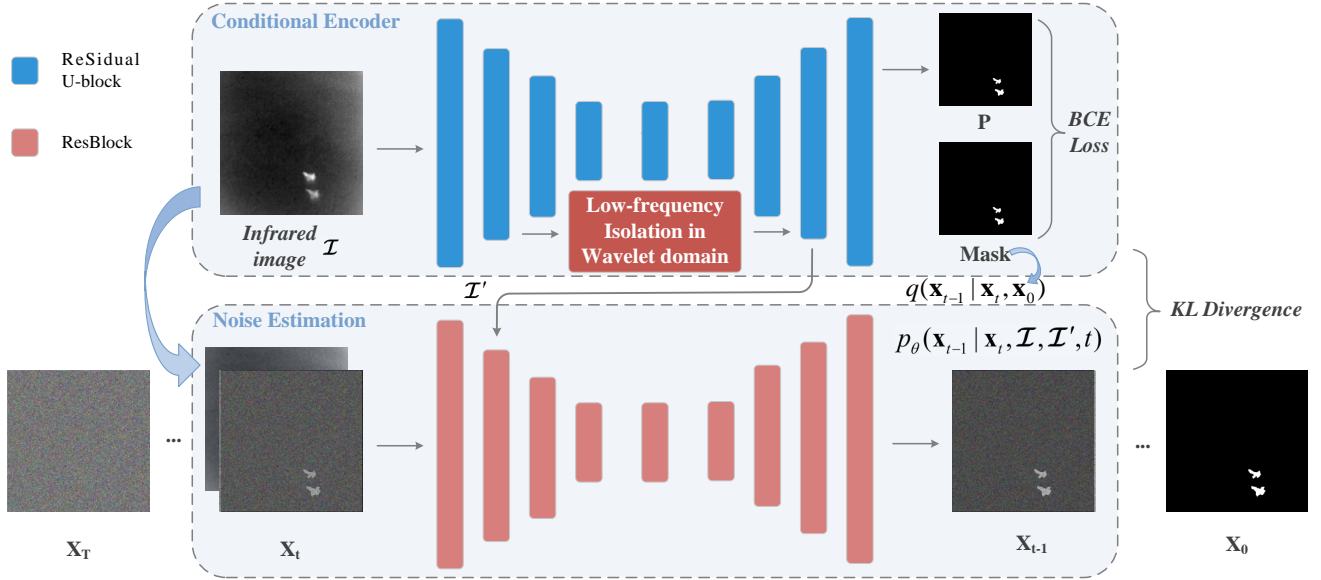 Conditional Encoder
ReSidual
U-block
ResBlock
Infrared
image
ℐ
Low-frequency
Isolation in
Wavelet domain
P
BCE
Loss
Mask
ℐ′
q(x_{t−1} | x_t, x_0)
KL Divergence
Noise Estimation
p_θ(x_{t−1} | x_t, ℐ, ℐ′, t)
...
...
X_T
X_t
X_{t-1}
X_0